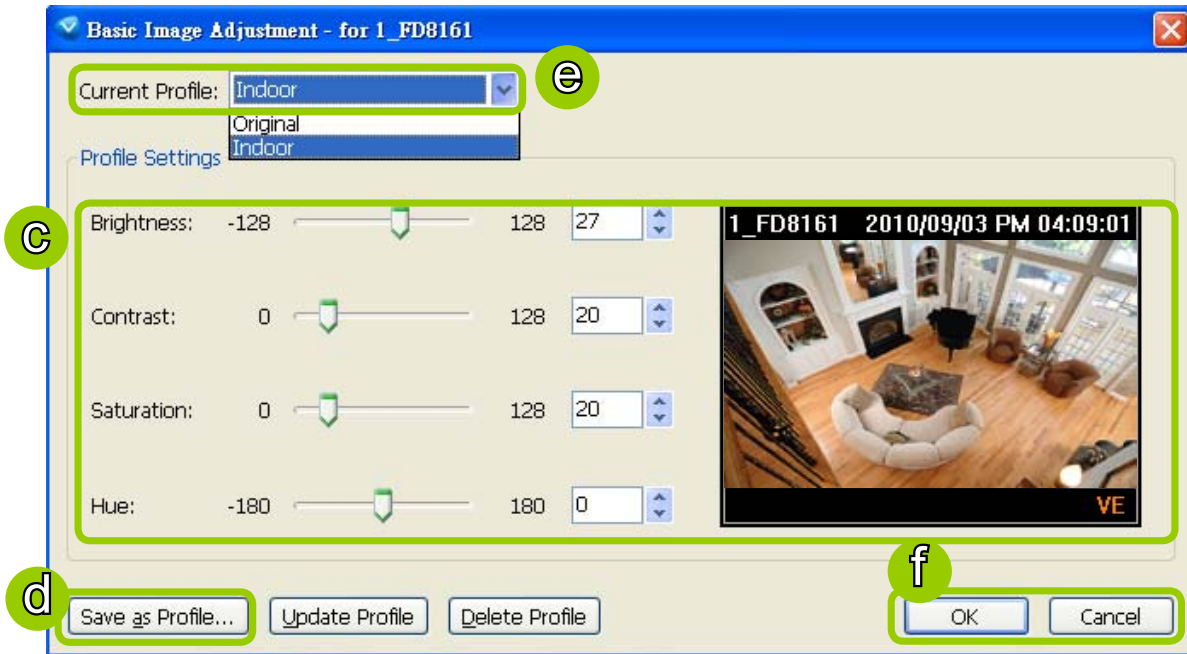 Basic Image Adjustment - for 1_FD8161
Current Profile: Indoor
e
Original
Indoor
Profile Settings
c
Brightness: -128 128 27
1_FD8161 2010/09/03 PM 04:09:01
Contrast: 0 128 20
Saturation: 0 128 20
Hue: -180 180 0
VE
d
f
Save as Profile... Update Profile Delete Profile OK Cancel